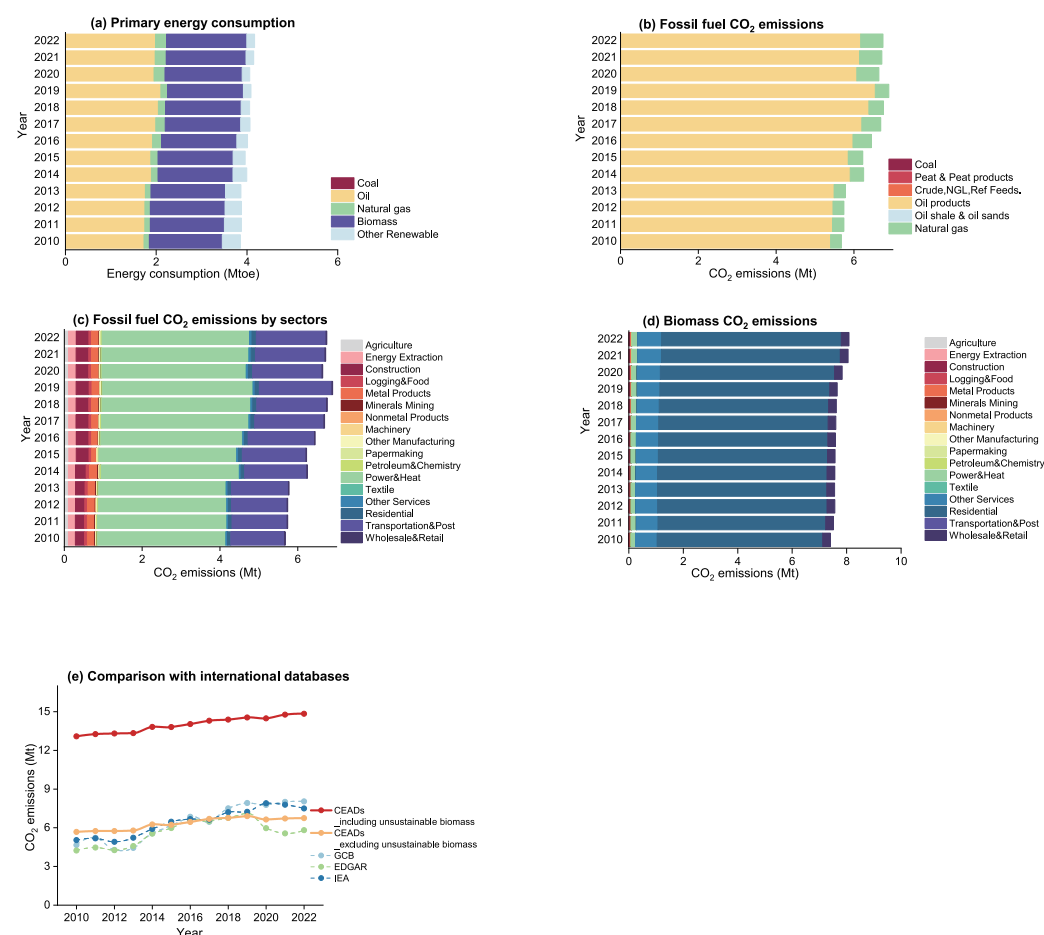 (a) Primary energy consumption
2022
2021
2020
2019
2018
2017
2016
2015
2014
2013
2012
2011
2010
Year
0 2 4 6
Energy consumption (Mtoe)
Coal
Oil
Natural gas
Biomass
Other Renewable
(b) Fossil fuel CO₂ emissions
2022
2021
2020
2019
2018
2017
2016
2015
2014
2013
2012
2011
2010
Year
0 2 4 6
CO₂ emissions (Mt)
Coal
Peat & Peat products
Crude,NGL,Ref Feeds.
Oil products
Oil shale & oil sands
Natural gas
(c) Fossil fuel CO₂ emissions by sectors
2022
2021
2020
2019
2018
2017
2016
2015
2014
2013
2012
2011
2010
Year
0 2 4 6
CO₂ emissions (Mt)
Agriculture
Energy Extraction
Construction
Logging&Food
Metal Products
Minerals Mining
Nonmetal Products
Machinery
Other Manufacturing
Papermaking
Petroleum&Chemistry
Power&Heat
Textile
Other Services
Residential
Transportation&Post
Wholesale&Retail
(d) Biomass CO₂ emissions
2022
2021
2020
2019
2018
2017
2016
2015
2014
2013
2012
2011
2010
Year
0 2 4 6 8 10
CO₂ emissions (Mt)
Agriculture
Energy Extraction
Construction
Logging&Food
Metal Products
Minerals Mining
Nonmetal Products
Machinery
Other Manufacturing
Papermaking
Petroleum&Chemistry
Power&Heat
Textile
Other Services
Residential
Transportation&Post
Wholesale&Retail
(e) Comparison with international databases
15
12
9
6
3
0
CO₂ emissions (Mt)
2010 2012 2014 2016 2018 2020 2022
Year
CEADs
_including unsustainable biomass
CEADs
_excluding unsustainable biomass
GCB
EDGAR
IEA